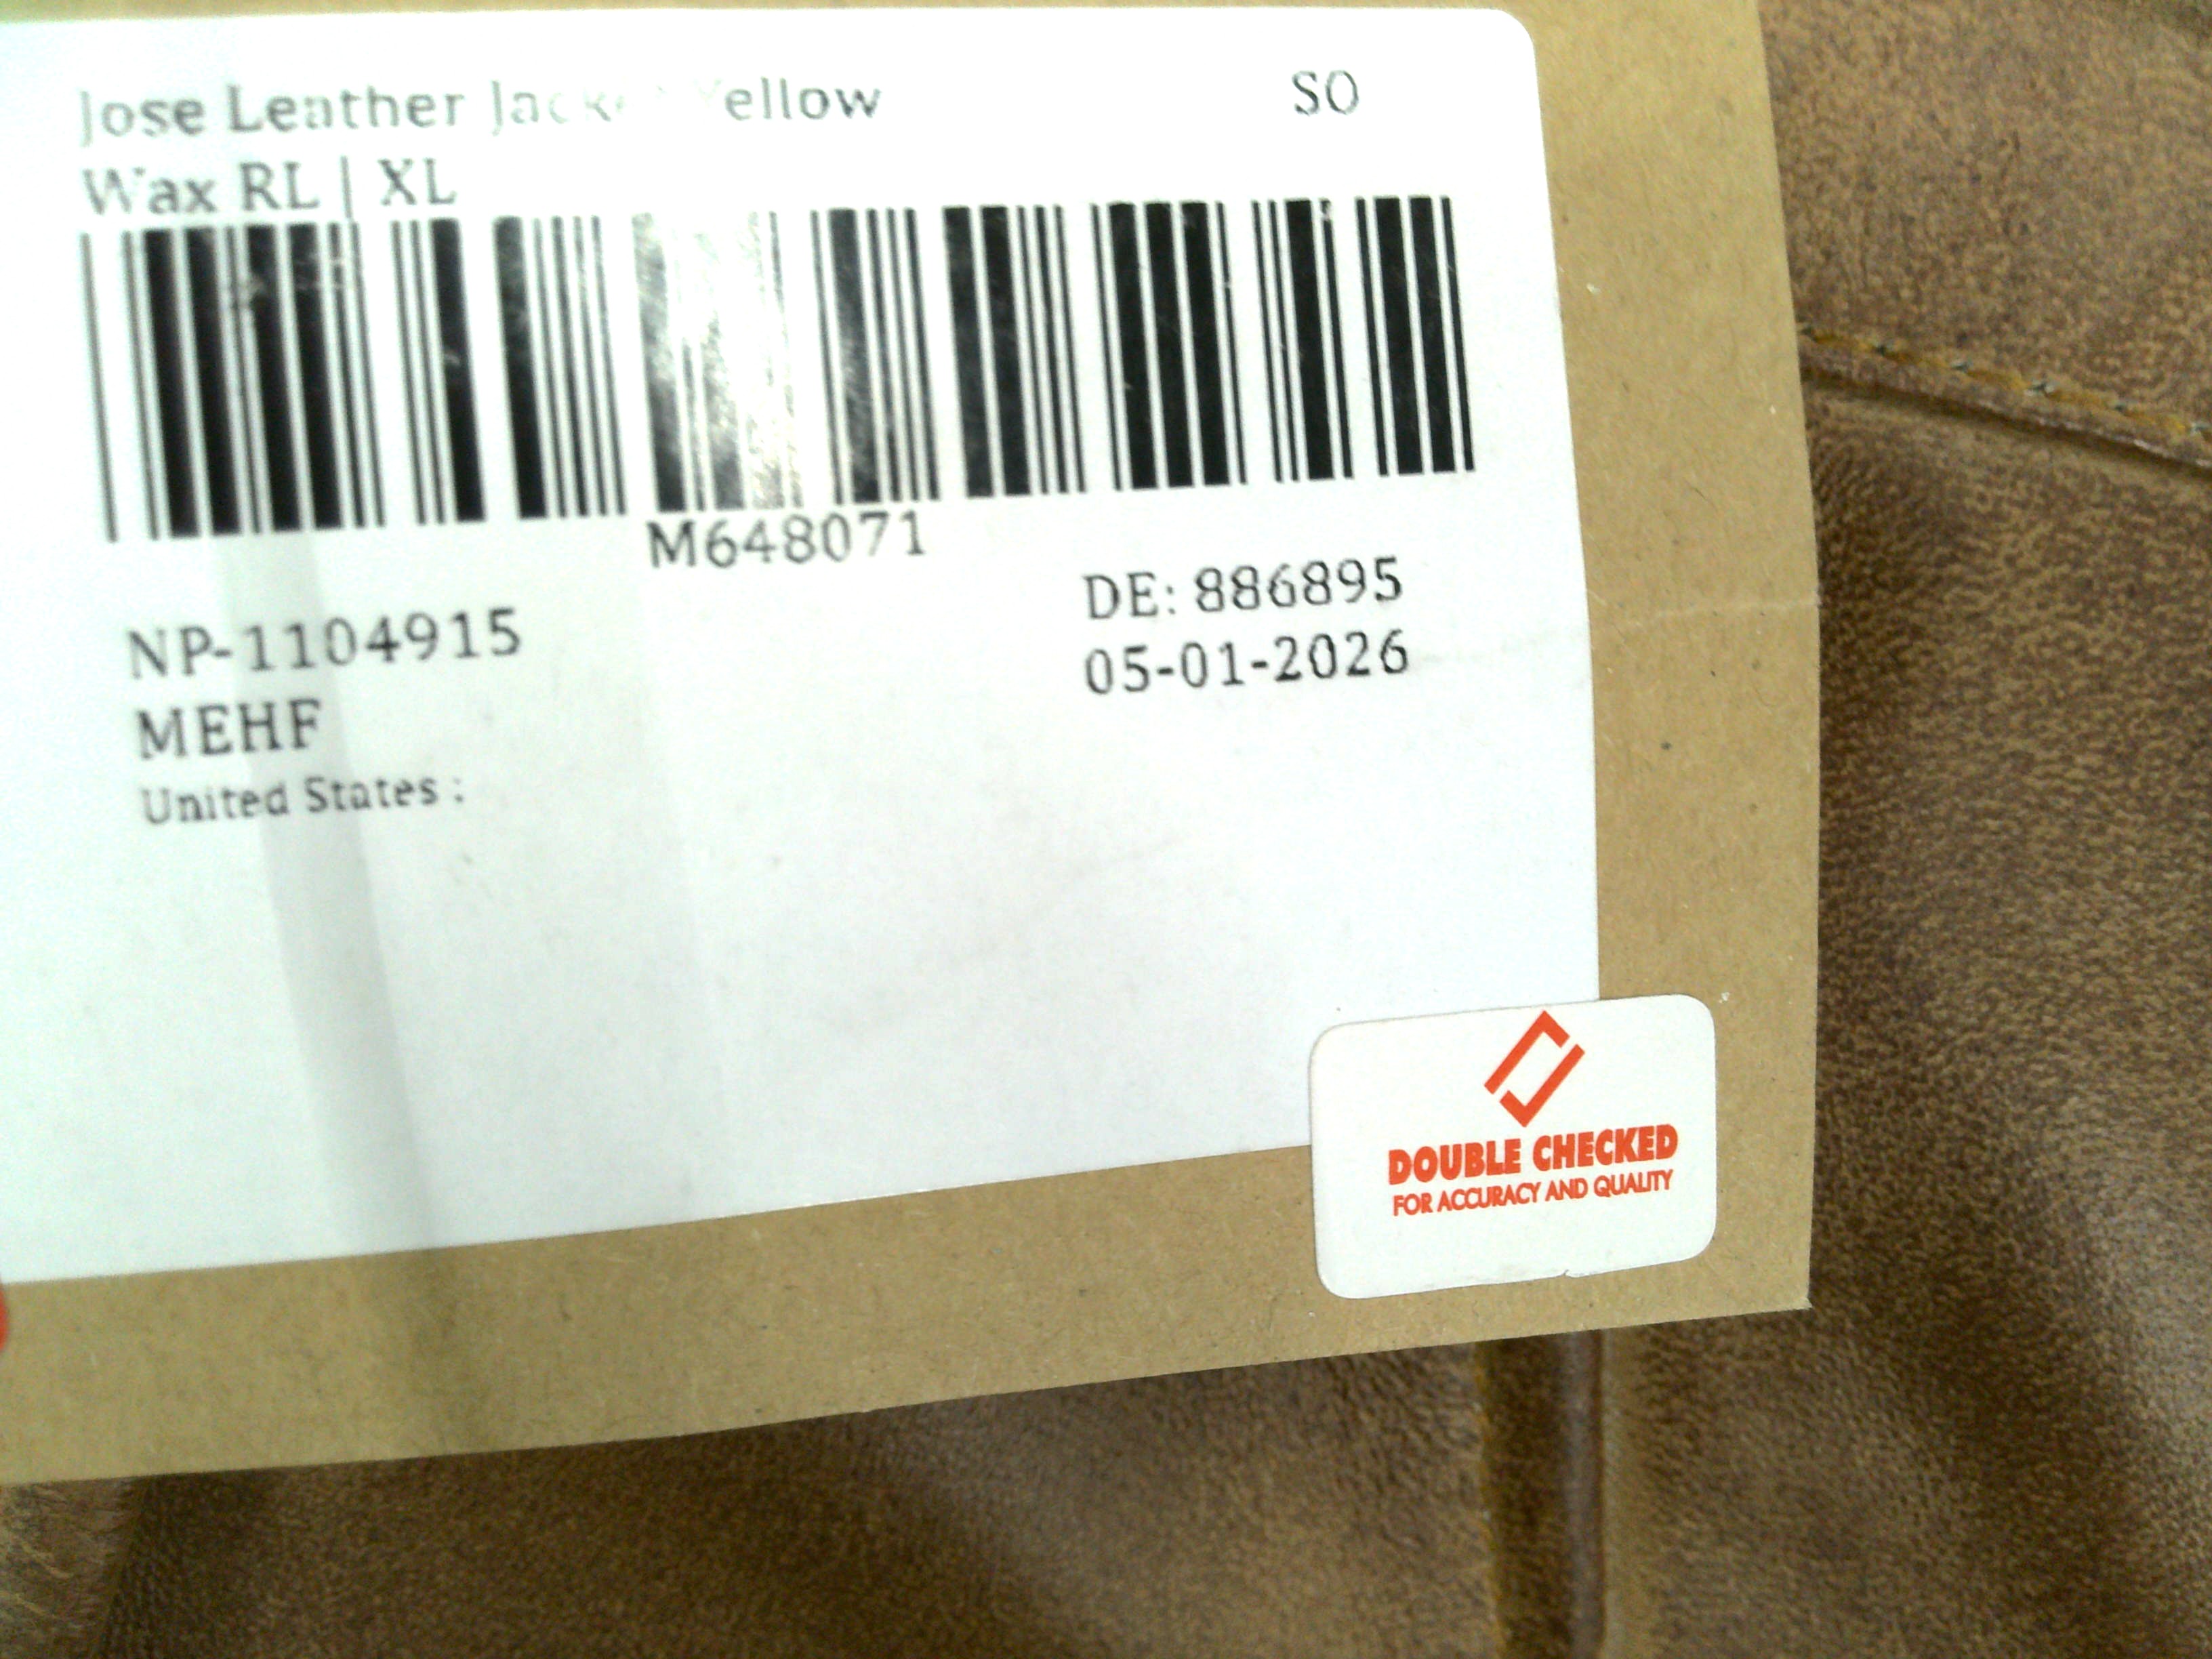 Jose Leather Jacket Yellow SO
Wax RL | XL
M648071
DE: 886895
NP-1104915
05-01-2026
MEHF
United States :
DOUBLE CHECKED
FOR ACCURACY AND QUALITY